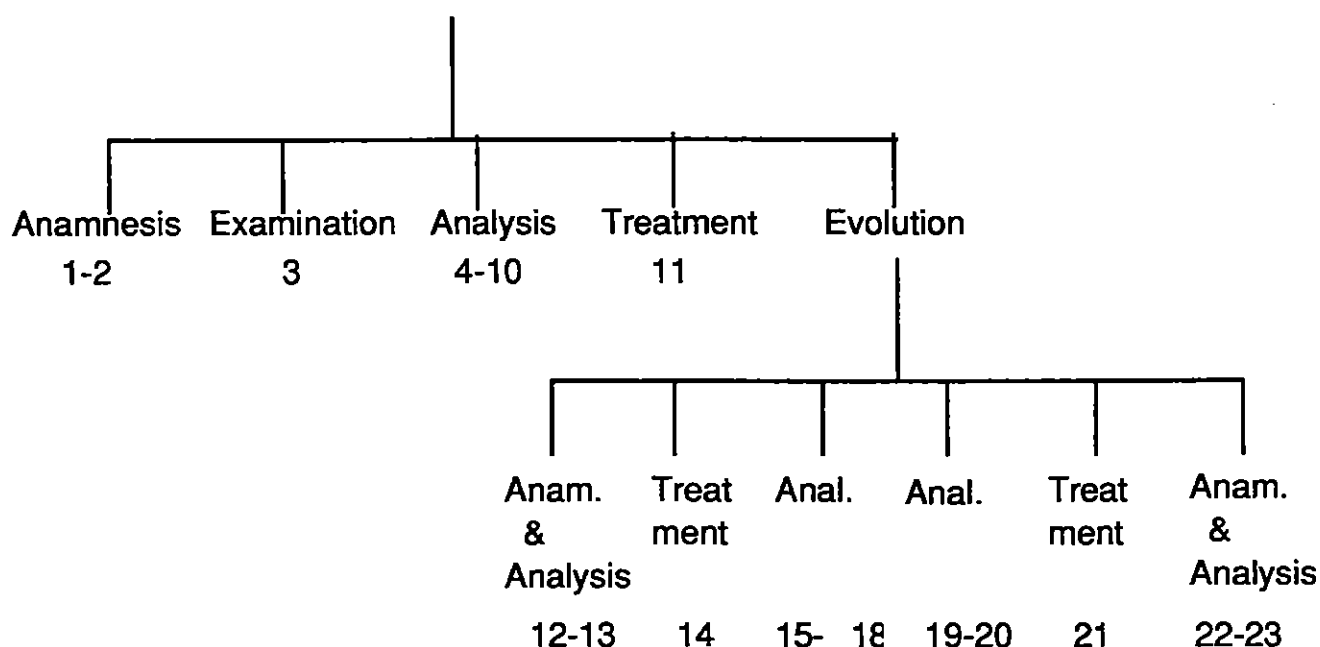 Anamnesis Examination Analysis Treatment Evolution
1-2 3 4-10 11
Anam. Treat Anal. Anal. Treat Anam.
& ment ment &
Analysis Analysis
12-13 14 15- 18 19-20 21 22-23